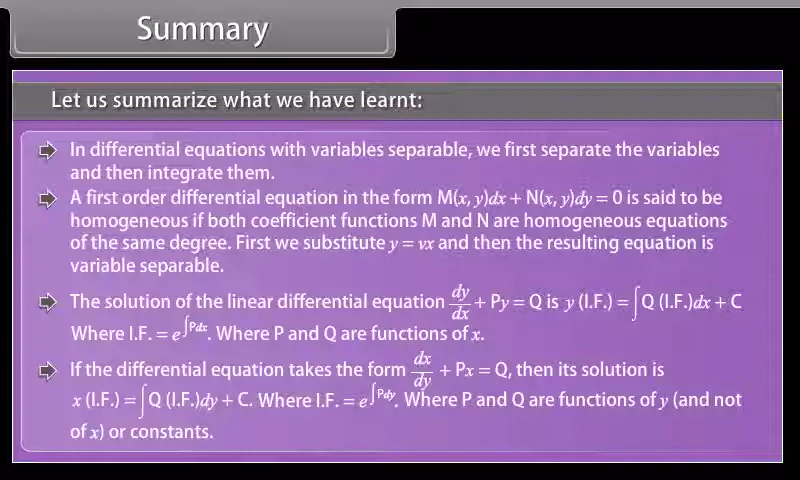 Summary
Let us summarize what we have learnt:
⇨ In differential equations with variables separable, we first separate the variables
and then integrate them.
⇨ A first order differential equation in the form M(x, y)dx + N(x, y)dy = 0 is said to be
homogeneous if both coefficient functions M and N are homogeneous equations
of the same degree. First we substitute y = vx and then the resulting equation is
variable separable.
⇨ The solution of the linear differential equation dy/dx + Py = Q is y (I.F.) = ∫Q (I.F.)dx + C
Where I.F. = e^∫Pdx. Where P and Q are functions of x.
⇨ If the differential equation takes the form dx/dy + Px = Q, then its solution is
x (I.F.) = ∫Q (I.F.)dy + C. Where I.F. = e^∫Pdy. Where P and Q are functions of y (and not
of x) or constants.